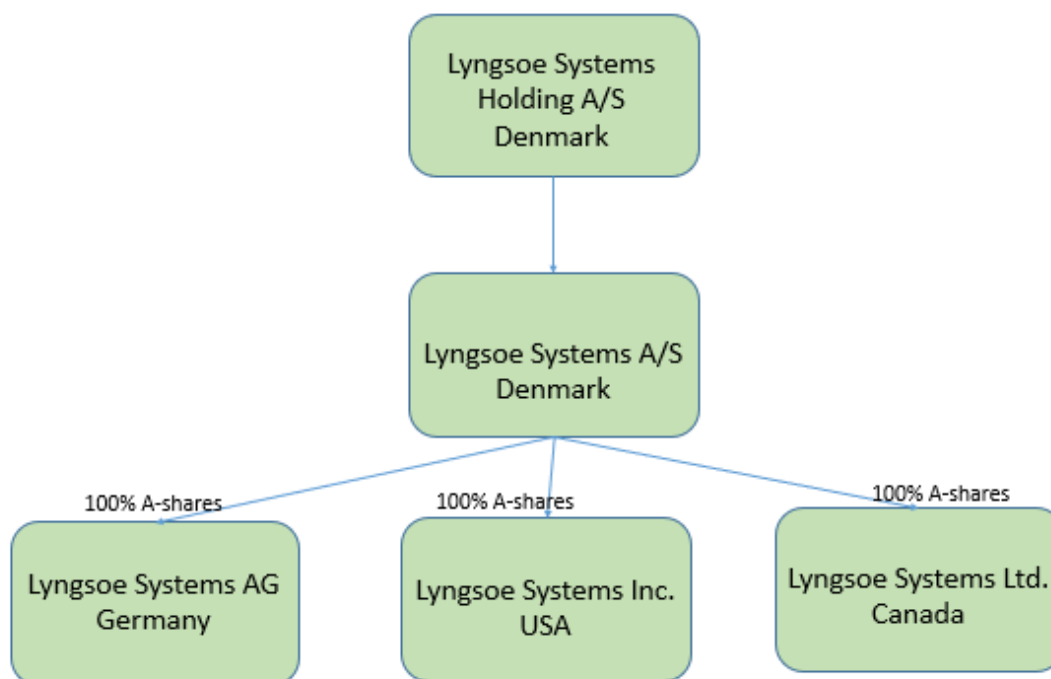 Lyngsoe Systems
Holding A/S
Denmark
Lyngsoe Systems A/S
Denmark
100% A-shares
100% A-shares
100% A-shares
Lyngsoe Systems AG
Germany
Lyngsoe Systems Inc.
USA
Lyngsoe Systems Ltd.
Canada